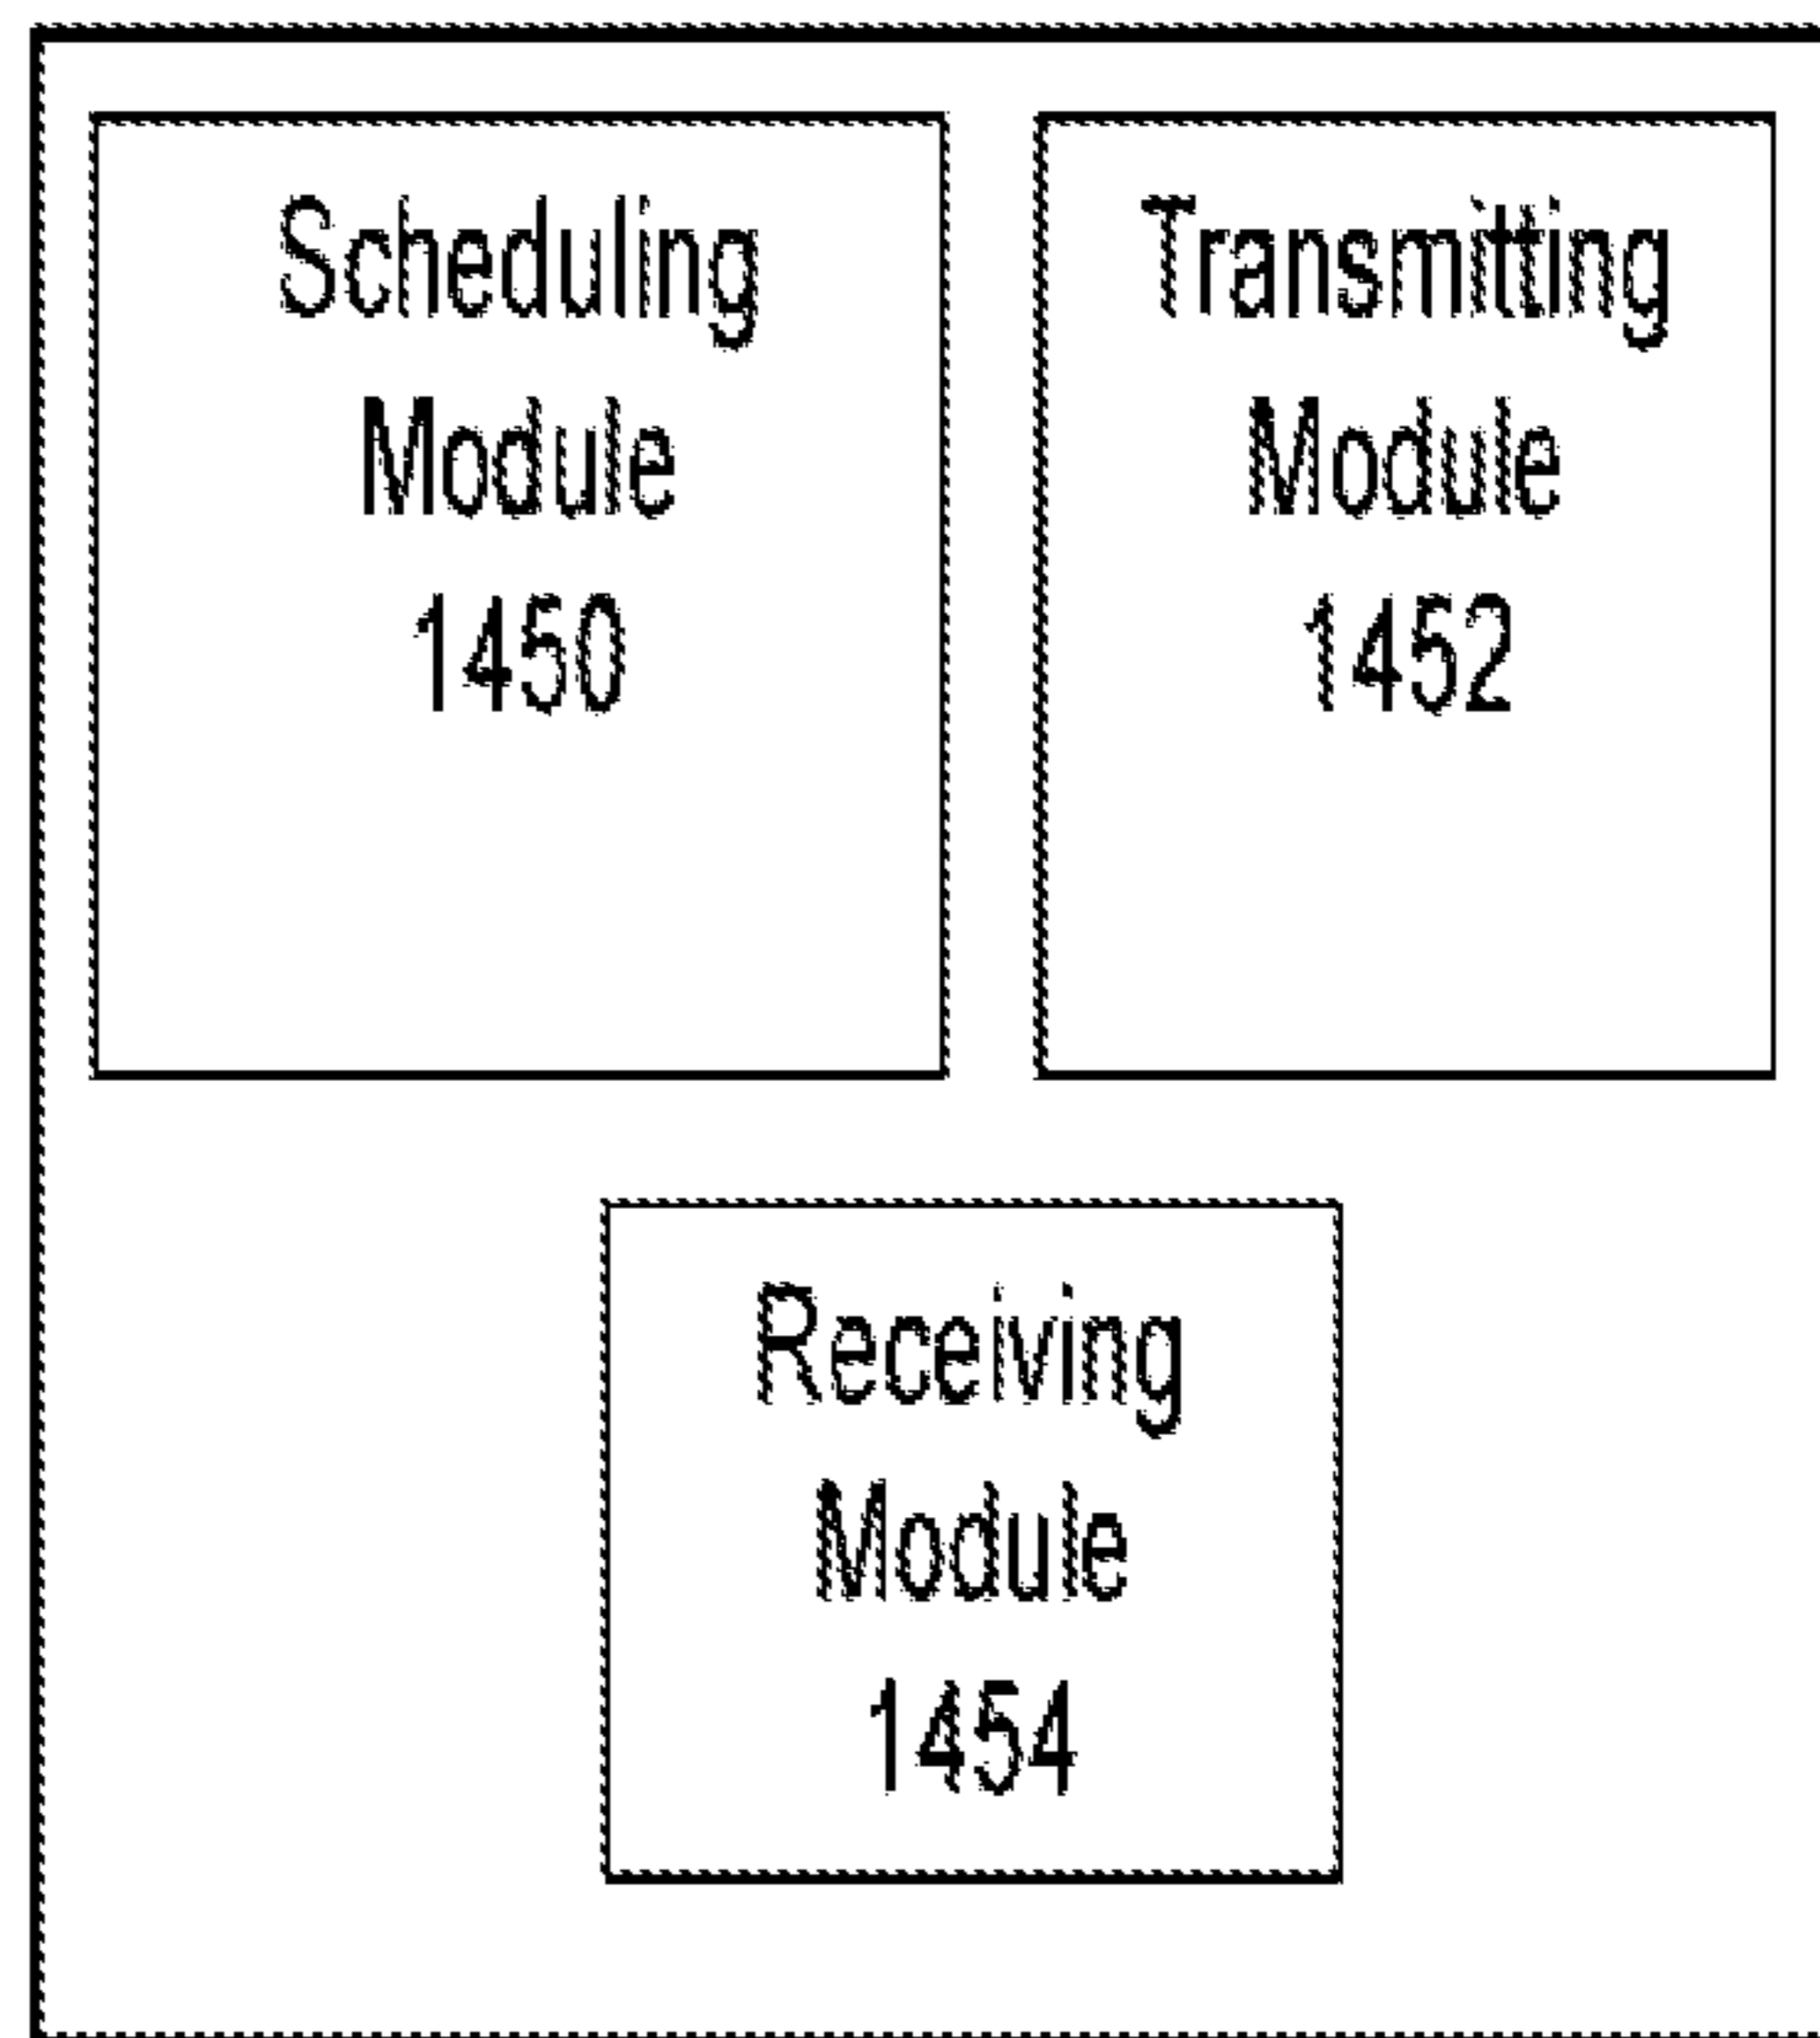 Scheduling
Module
1450
Transmitting
Module
1452
Receiving
Module
1454